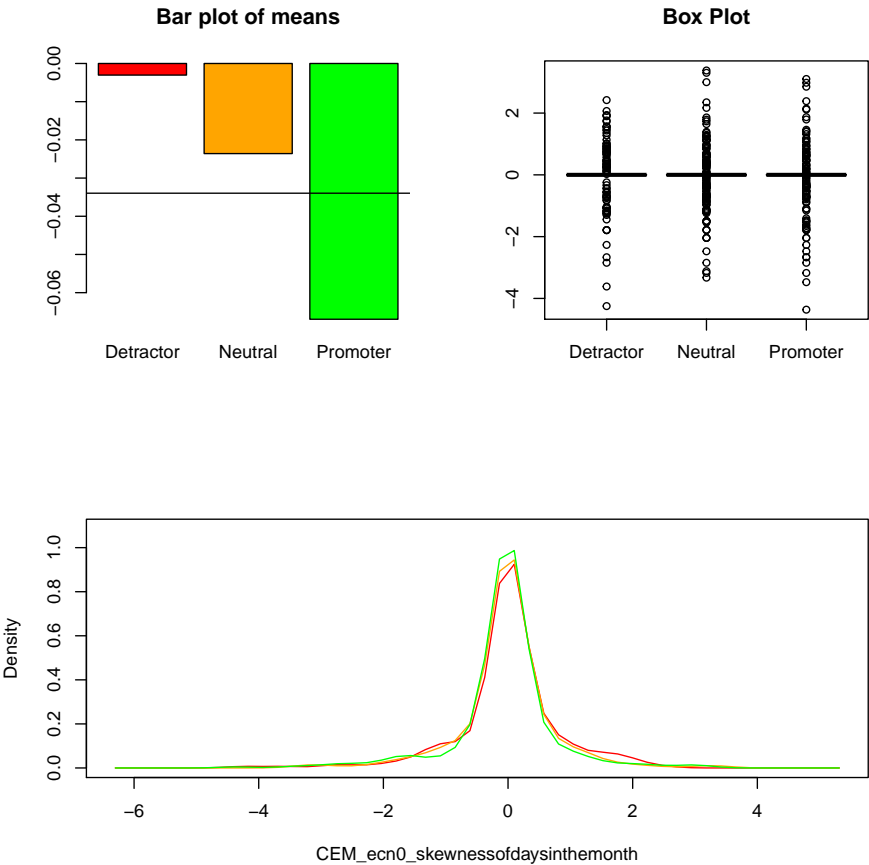 Bar plot of means
0.00
−0.02
−0.04
−0.06
Detractor Neutral Promoter
Box Plot
2
0
−2
−4
Detractor Neutral Promoter
Density
1.0
0.8
0.6
0.4
0.2
0.0
−6 −4 −2 0 2 4
CEM_ecn0_skewnessofdaysinthemonth